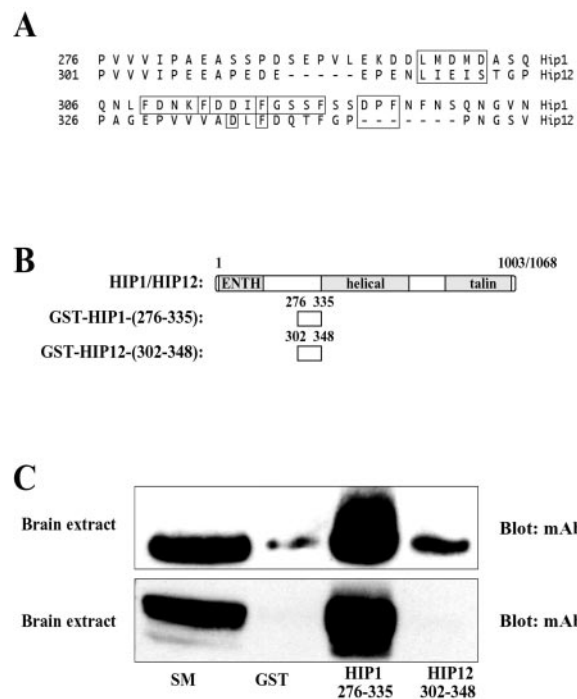 A
276 P V V V I P A E A S S P D S E P V L E K D D L M D M D A S Q Hip1
301 P V V V I P E E A P E D E - - - - - E P E N L I E I S T G P Hip12
306 Q N L F D N K F D D I F G S S F S S D P F N F N S Q N G V N Hip1
326 P A G E P V V V A D L F D Q T F G P - - - - - - P N G S V Hip12
B
1 1003/1068
HIP1/HIP12: ENTH helical talin
276 335
GST-HIP1-(276-335):
302 348
GST-HIP12-(302-348):
C
Brain extract Blot: mAb
Brain extract Blot: mAb
SM GST HIP1 HIP12
276-335 302-348